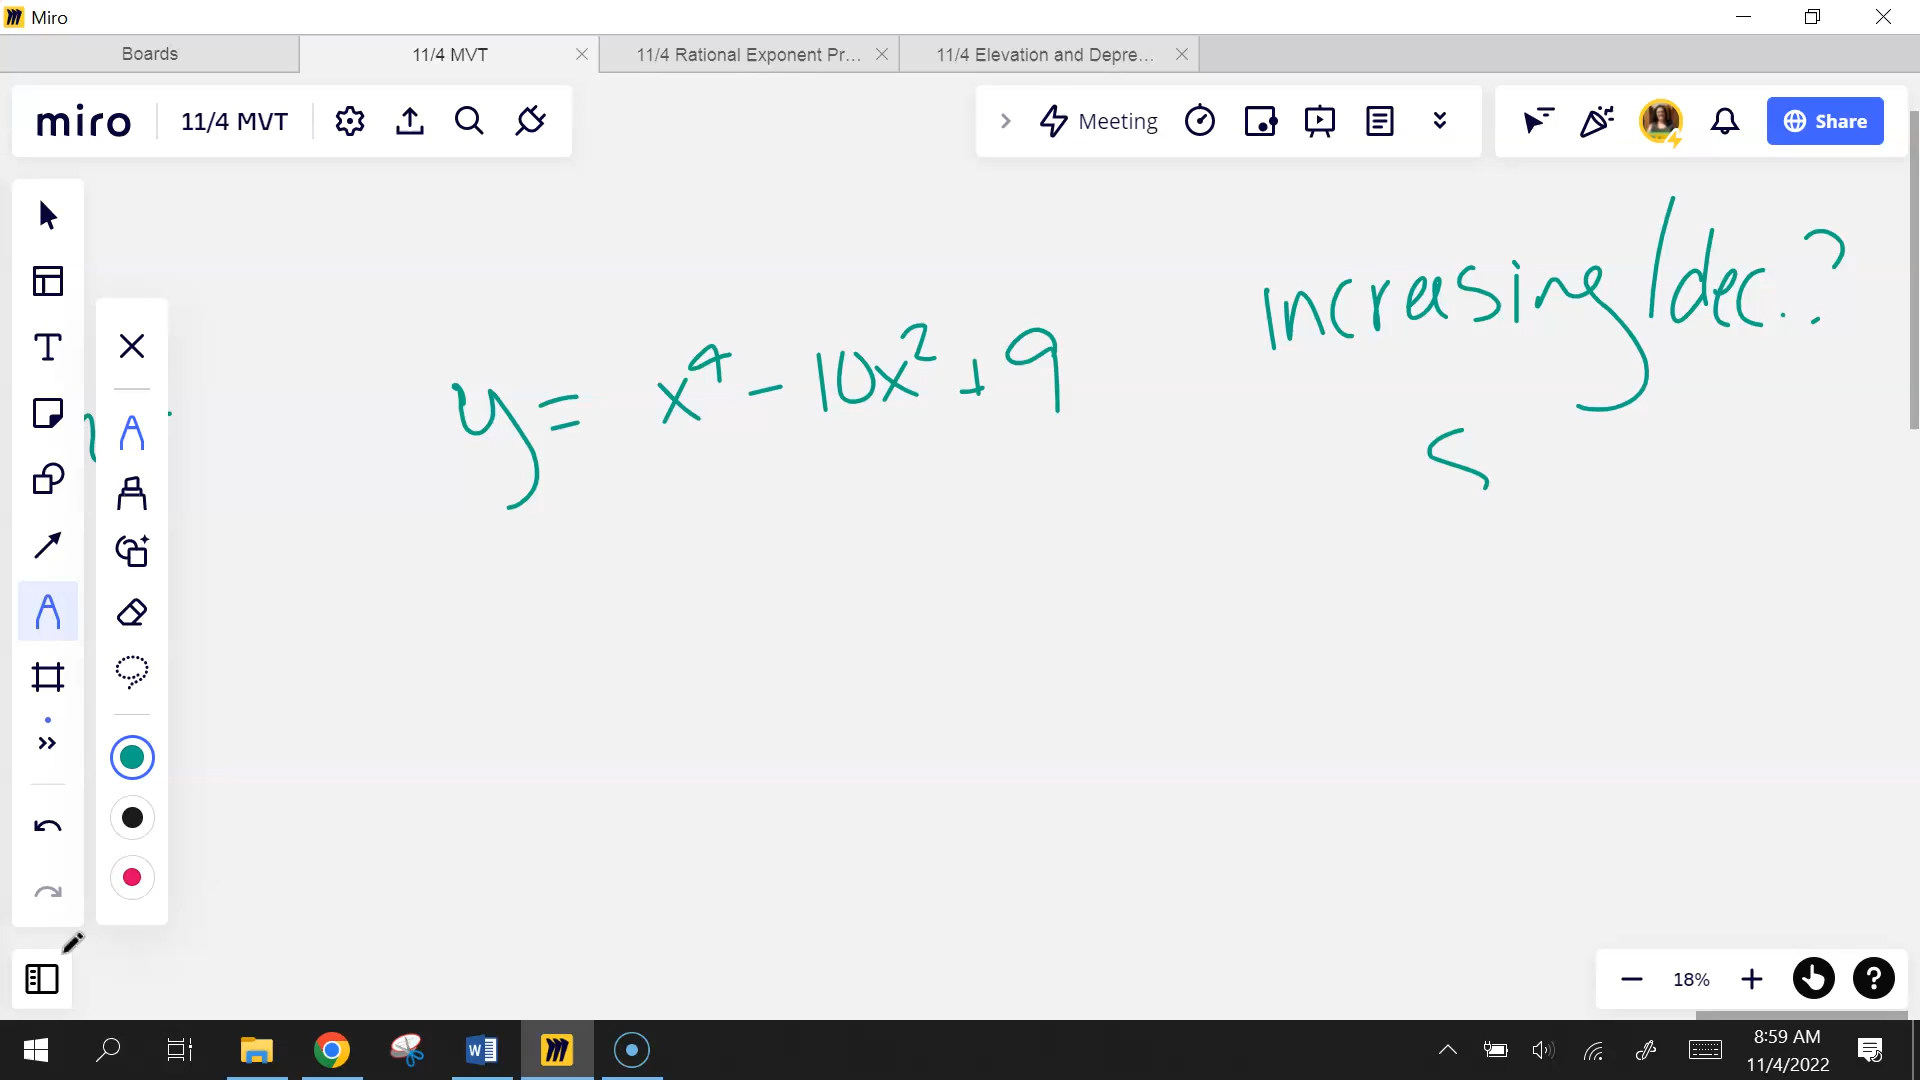 Miro
Boards
11/4 MVT
11/4 Rational Exponent Pr...
11/4 Elevation and Depre...
miro
11/4 MVT
Meeting
Share
increasing/dec.?
y= x⁴ - 10x² + 9
18%
8:59 AM
11/4/2022